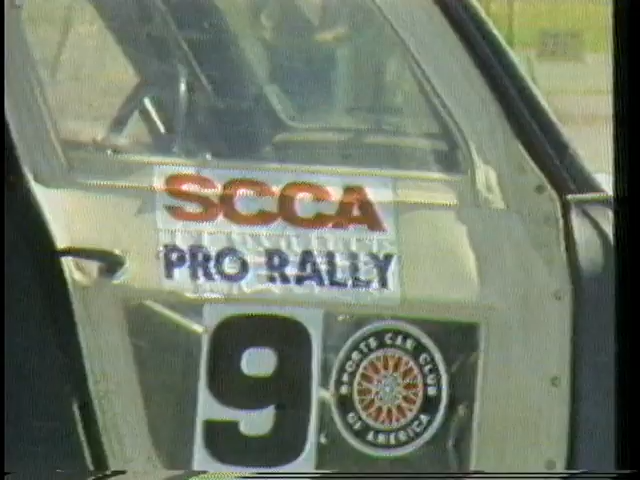 SCCA
PRO RALLY
9
SPORTS CAR CLUB
OF AMERICA